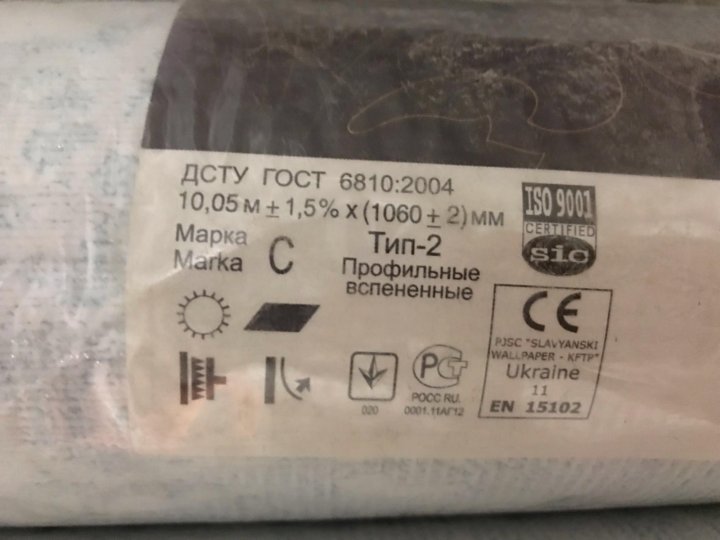 ДСТУ ГОСТ 6810:2004
10,05 м ± 1,5% х (1060 ± 2) мм
Марка
Marka
С
Тип-2
Профильные
вспененные
ISO 9001
CERTIFIED
sic
CE
PJSC "SLAVYANSKI
WALLPAPER - KFTP"
Ukraine
11
EN 15102
020
РСТ
РОСС RU.
0001.11АГ12